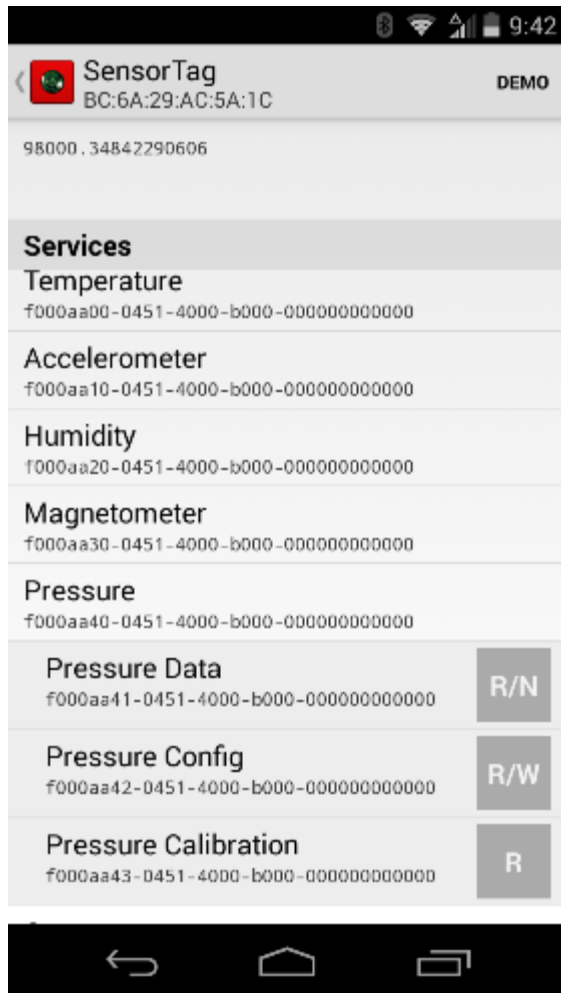 9:42
SensorTag
BC:6A:29:AC:5A:1C
DEMO
98000.34842290606
Services
Temperature
f000aa00-0451-4000-b000-000000000000
Accelerometer
f000aa10-0451-4000-b000-000000000000
Humidity
f000aa20-0451-4000-b000-000000000000
Magnetometer
f000aa30-0451-4000-b000-000000000000
Pressure
f000aa40-0451-4000-b000-000000000000
Pressure Data
f000aa41-0451-4000-b000-000000000000
R/N
Pressure Config
f000aa42-0451-4000-b000-000000000000
R/W
Pressure Calibration
f000aa43-0451-4000-b000-000000000000
R